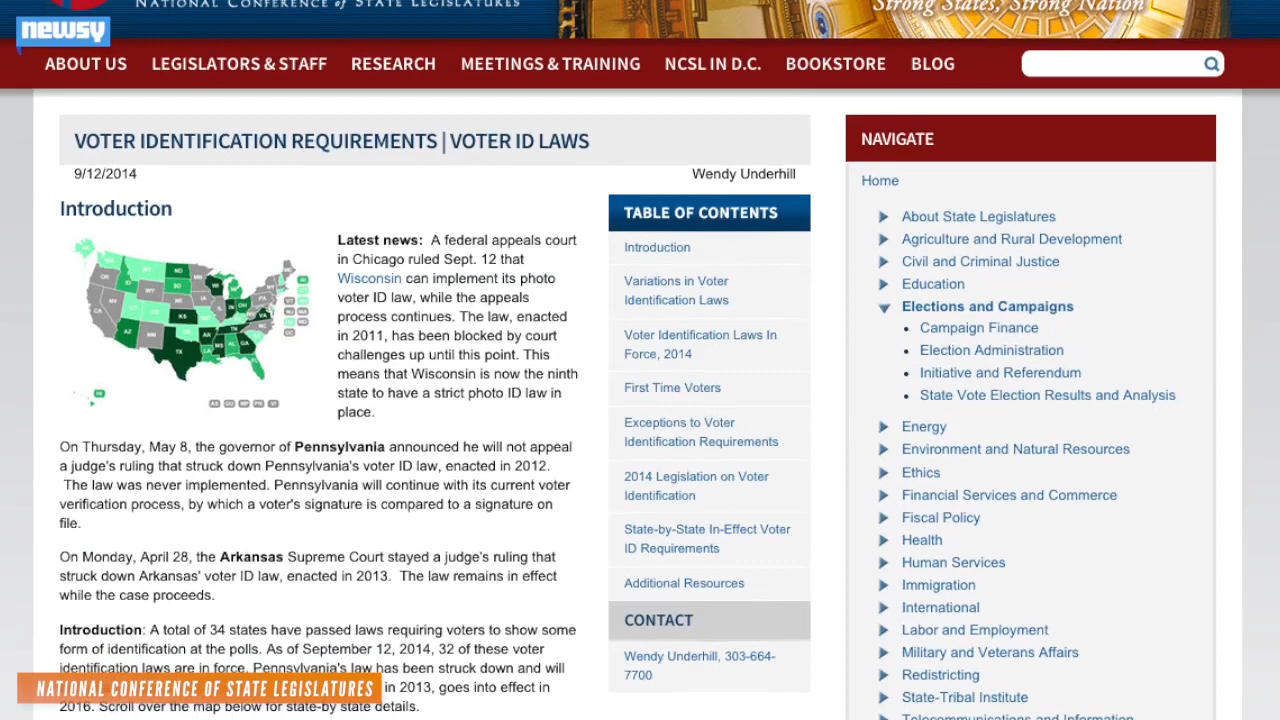 NATIONAL CONFERENCE of STATE LEGISLATURES
Strong States, Strong Nation
newsy
ABOUT US LEGISLATORS & STAFF RESEARCH MEETINGS & TRAINING NCSL IN D.C. BOOKSTORE BLOG
VOTER IDENTIFICATION REQUIREMENTS | VOTER ID LAWS
9/12/2014 Wendy Underhill
Introduction
Latest news: A federal appeals court
in Chicago ruled Sept. 12 that
Wisconsin can implement its photo
voter ID law, while the appeals
process continues. The law, enacted
in 2011, has been blocked by court
challenges up until this point. This
means that Wisconsin is now the ninth
state to have a strict photo ID law in
place.
On Thursday, May 8, the governor of Pennsylvania announced he will not appeal
a judge's ruling that struck down Pennsylvania's voter ID law, enacted in 2012.
The law was never implemented. Pennsylvania will continue with its current voter
verification process, by which a voter's signature is compared to a signature on
file.
On Monday, April 28, the Arkansas Supreme Court stayed a judge's ruling that
struck down Arkansas' voter ID law, enacted in 2013. The law remains in effect
while the case proceeds.
Introduction: A total of 34 states have passed laws requiring voters to show some
form of identification at the polls. As of September 12, 2014, 32 of these voter
identification laws are in force. Pennsylvania's law has been struck down and will
in 2013, goes into effect in
2016. Scroll over the map below for state-by state details.
NATIONAL CONFERENCE OF STATE LEGISLATURES
TABLE OF CONTENTS
Introduction
Variations in Voter
Identification Laws
Voter Identification Laws In
Force, 2014
First Time Voters
Exceptions to Voter
Identification Requirements
2014 Legislation on Voter
Identification
State-by-State In-Effect Voter
ID Requirements
Additional Resources
CONTACT
Wendy Underhill, 303-664-
7700
NAVIGATE
Home
About State Legislatures
Agriculture and Rural Development
Civil and Criminal Justice
Education
Elections and Campaigns
Campaign Finance
Election Administration
Initiative and Referendum
State Vote Election Results and Analysis
Energy
Environment and Natural Resources
Ethics
Financial Services and Commerce
Fiscal Policy
Health
Human Services
Immigration
International
Labor and Employment
Military and Veterans Affairs
Redistricting
State-Tribal Institute
Telecommunications and Information